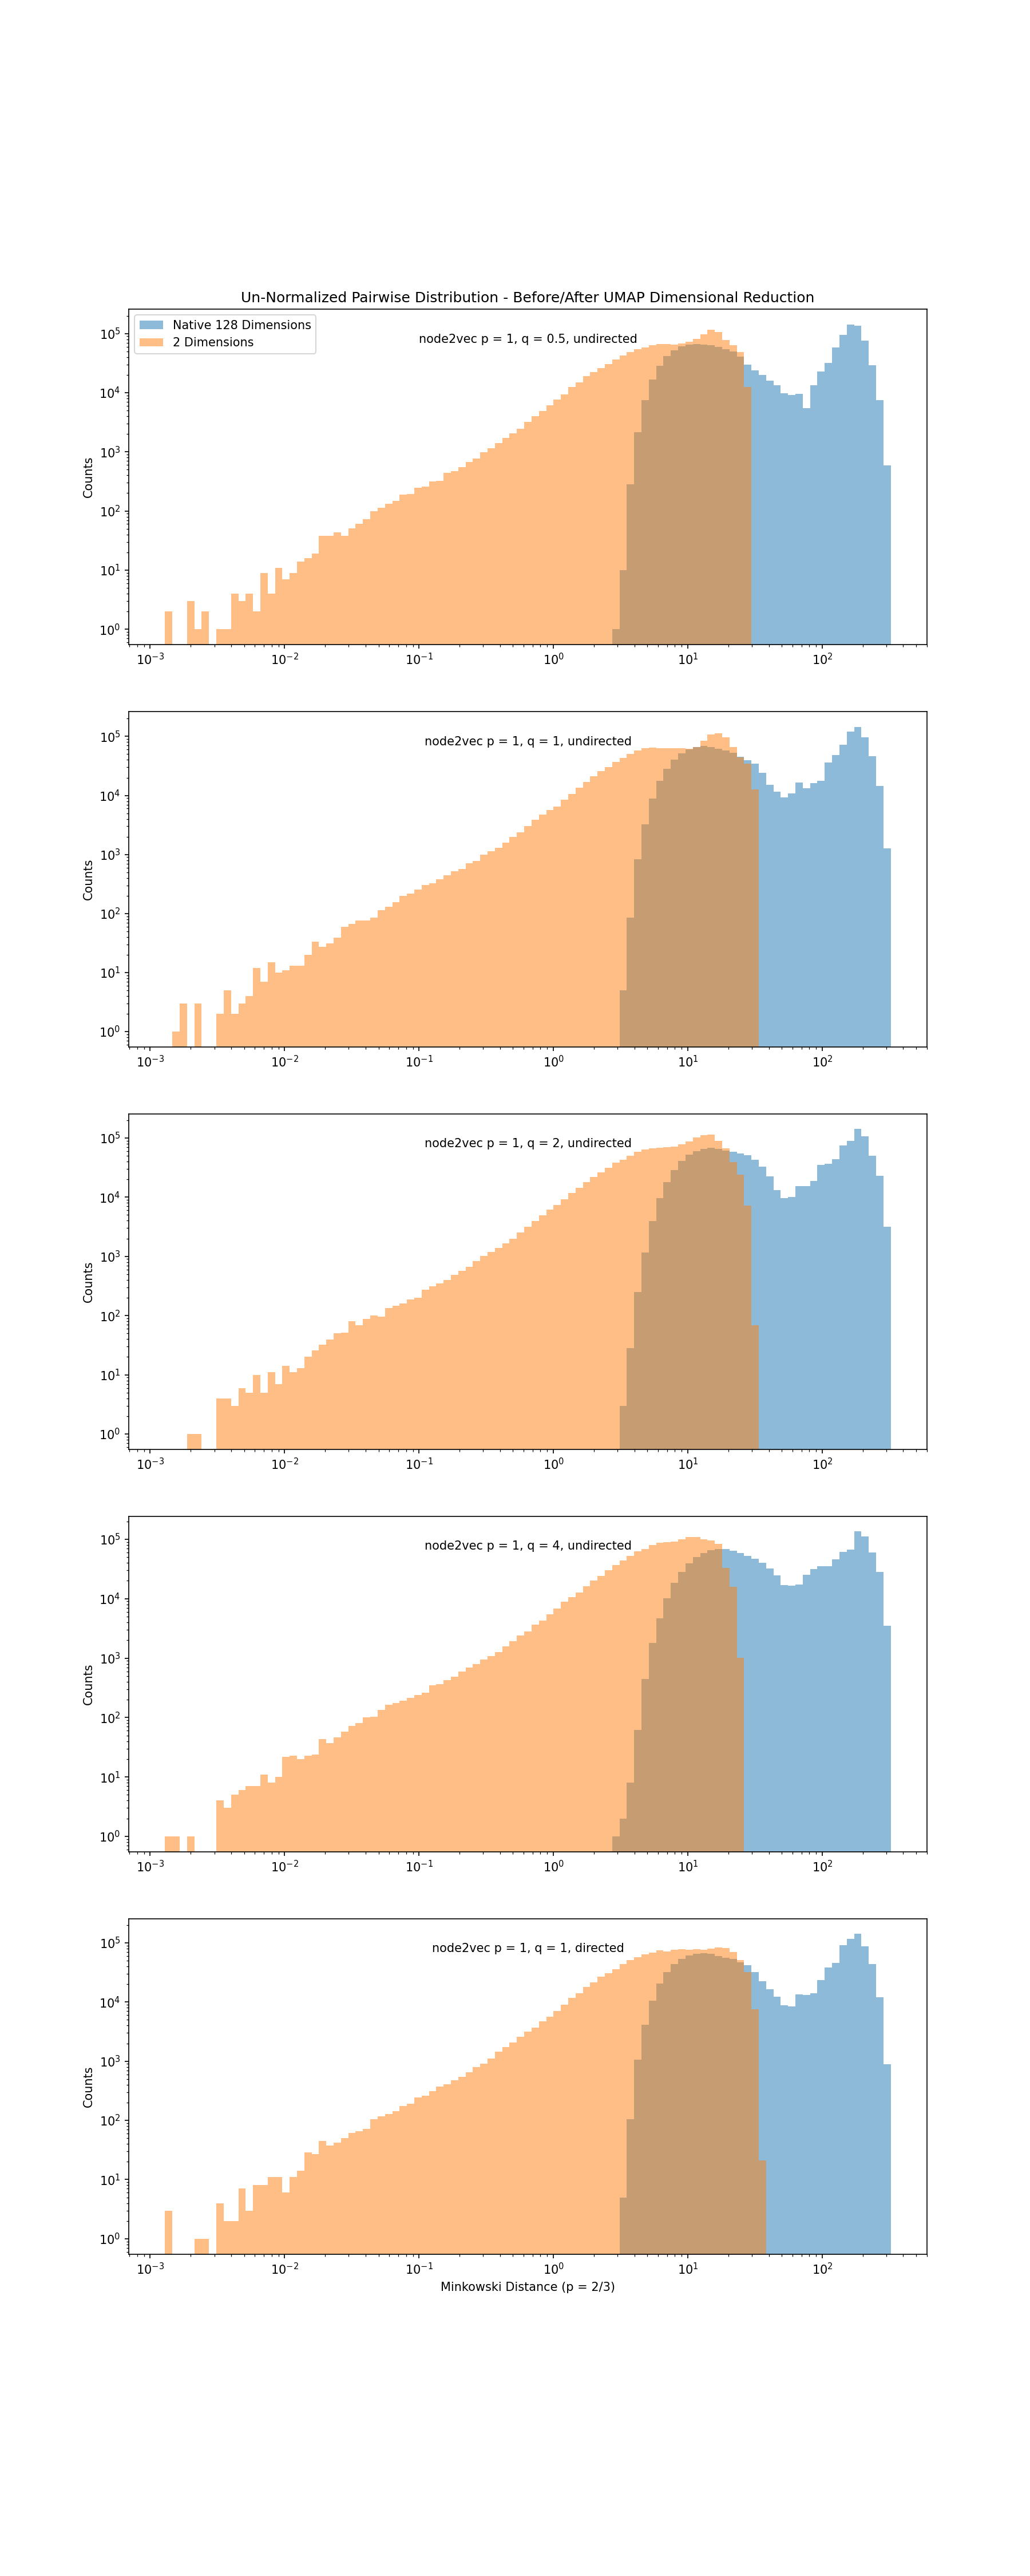 Un-Normalized Pairwise Distribution - Before/After UMAP Dimensional Reduction
Native 128 Dimensions
2 Dimensions
node2vec p = 1, q = 0.5, undirected
Counts
10⁵
10⁴
10³
10²
10¹
10⁰
10⁻³ 10⁻² 10⁻¹ 10⁰ 10¹ 10²
node2vec p = 1, q = 1, undirected
Counts
10⁵
10⁴
10³
10²
10¹
10⁰
10⁻³ 10⁻² 10⁻¹ 10⁰ 10¹ 10²
node2vec p = 1, q = 2, undirected
Counts
10⁵
10⁴
10³
10²
10¹
10⁰
10⁻³ 10⁻² 10⁻¹ 10⁰ 10¹ 10²
node2vec p = 1, q = 4, undirected
Counts
10⁵
10⁴
10³
10²
10¹
10⁰
10⁻³ 10⁻² 10⁻¹ 10⁰ 10¹ 10²
node2vec p = 1, q = 1, directed
Counts
10⁵
10⁴
10³
10²
10¹
10⁰
10⁻³ 10⁻² 10⁻¹ 10⁰ 10¹ 10²
Minkowski Distance (p = 2/3)